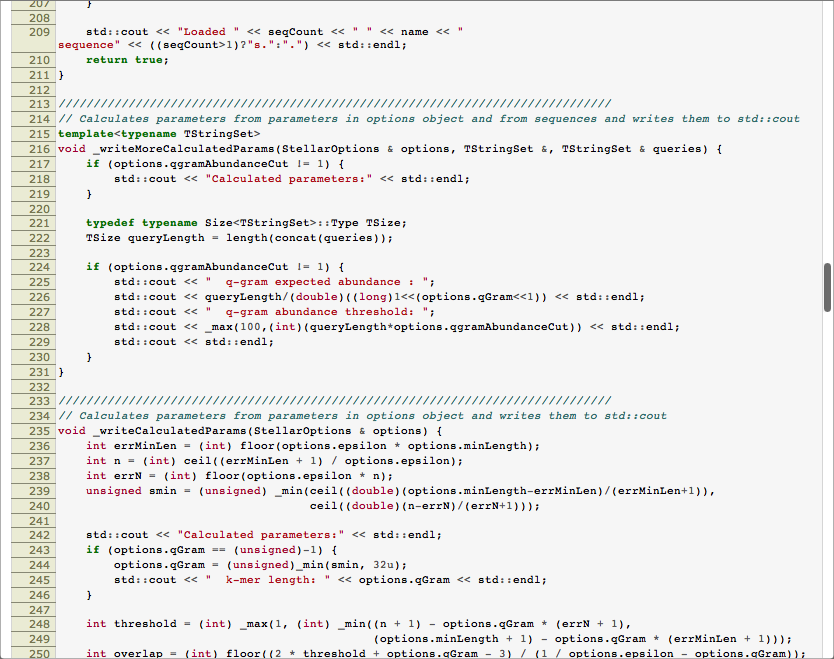 207     }
208
209     std::cout << "Loaded " << seqCount << " " << name << "
sequence" << ((seqCount>1)?"s.":".") << std::endl;
210     return true;
211 }
212
213 ///////////////////////////////////////////////////////////////////////////////
214 // Calculates parameters from parameters in options object and from sequences and writes them to std::cout
215 template<typename TStringSet>
216 void _writeMoreCalculatedParams(StellarOptions & options, TStringSet &, TStringSet & queries) {
217     if (options.qgramAbundanceCut != 1) {
218         std::cout << "Calculated parameters:" << std::endl;
219     }
220
221     typedef typename Size<TStringSet>::Type TSize;
222     TSize queryLength = length(concat(queries));
223
224     if (options.qgramAbundanceCut != 1) {
225         std::cout << "  q-gram expected abundance : ";
226         std::cout << queryLength/(double)((long)1<<(options.qGram<<1)) << std::endl;
227         std::cout << "  q-gram abundance threshold: ";
228         std::cout << _max(100,(int)(queryLength*options.qgramAbundanceCut)) << std::endl;
229         std::cout << std::endl;
230     }
231 }
232
233 ///////////////////////////////////////////////////////////////////////////////
234 // Calculates parameters from parameters in options object and writes them to std::cout
235 void _writeCalculatedParams(StellarOptions & options) {
236     int errMinLen = (int) floor(options.epsilon * options.minLength);
237     int n = (int) ceil((errMinLen + 1) / options.epsilon);
238     int errN = (int) floor(options.epsilon * n);
239     unsigned smin = (unsigned) _min(ceil((double)(options.minLength-errMinLen)/(errMinLen+1)),
240                                     ceil((double)(n-errN)/(errN+1)));
241
242     std::cout << "Calculated parameters:" << std::endl;
243     if (options.qGram == (unsigned)-1) {
244         options.qGram = (unsigned)_min(smin, 32u);
245         std::cout << "  k-mer length: " << options.qGram << std::endl;
246     }
247
248     int threshold = (int) _max(1, (int) _min((n + 1) - options.qGram * (errN + 1),
249                                              (options.minLength + 1) - options.qGram * (errMinLen + 1)));
250     int overlap = (int) floor((2 * threshold + options.qGram - 3) / (1 / options.epsilon - options.qGram));